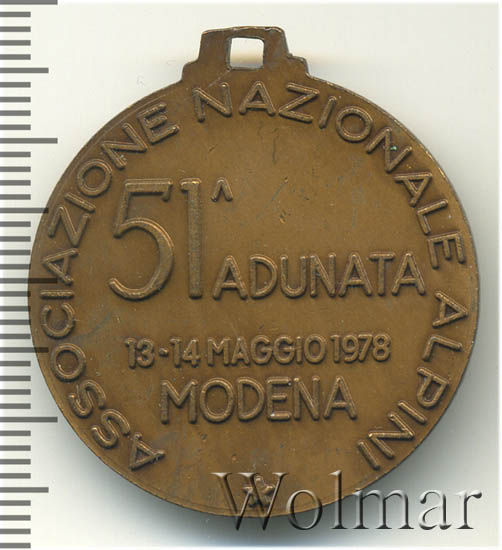 ASSOCIAZIONE NAZIONALE ALPINI
51^ ADUNATA
13-14 MAGGIO 1978
MODENA
Wolmar